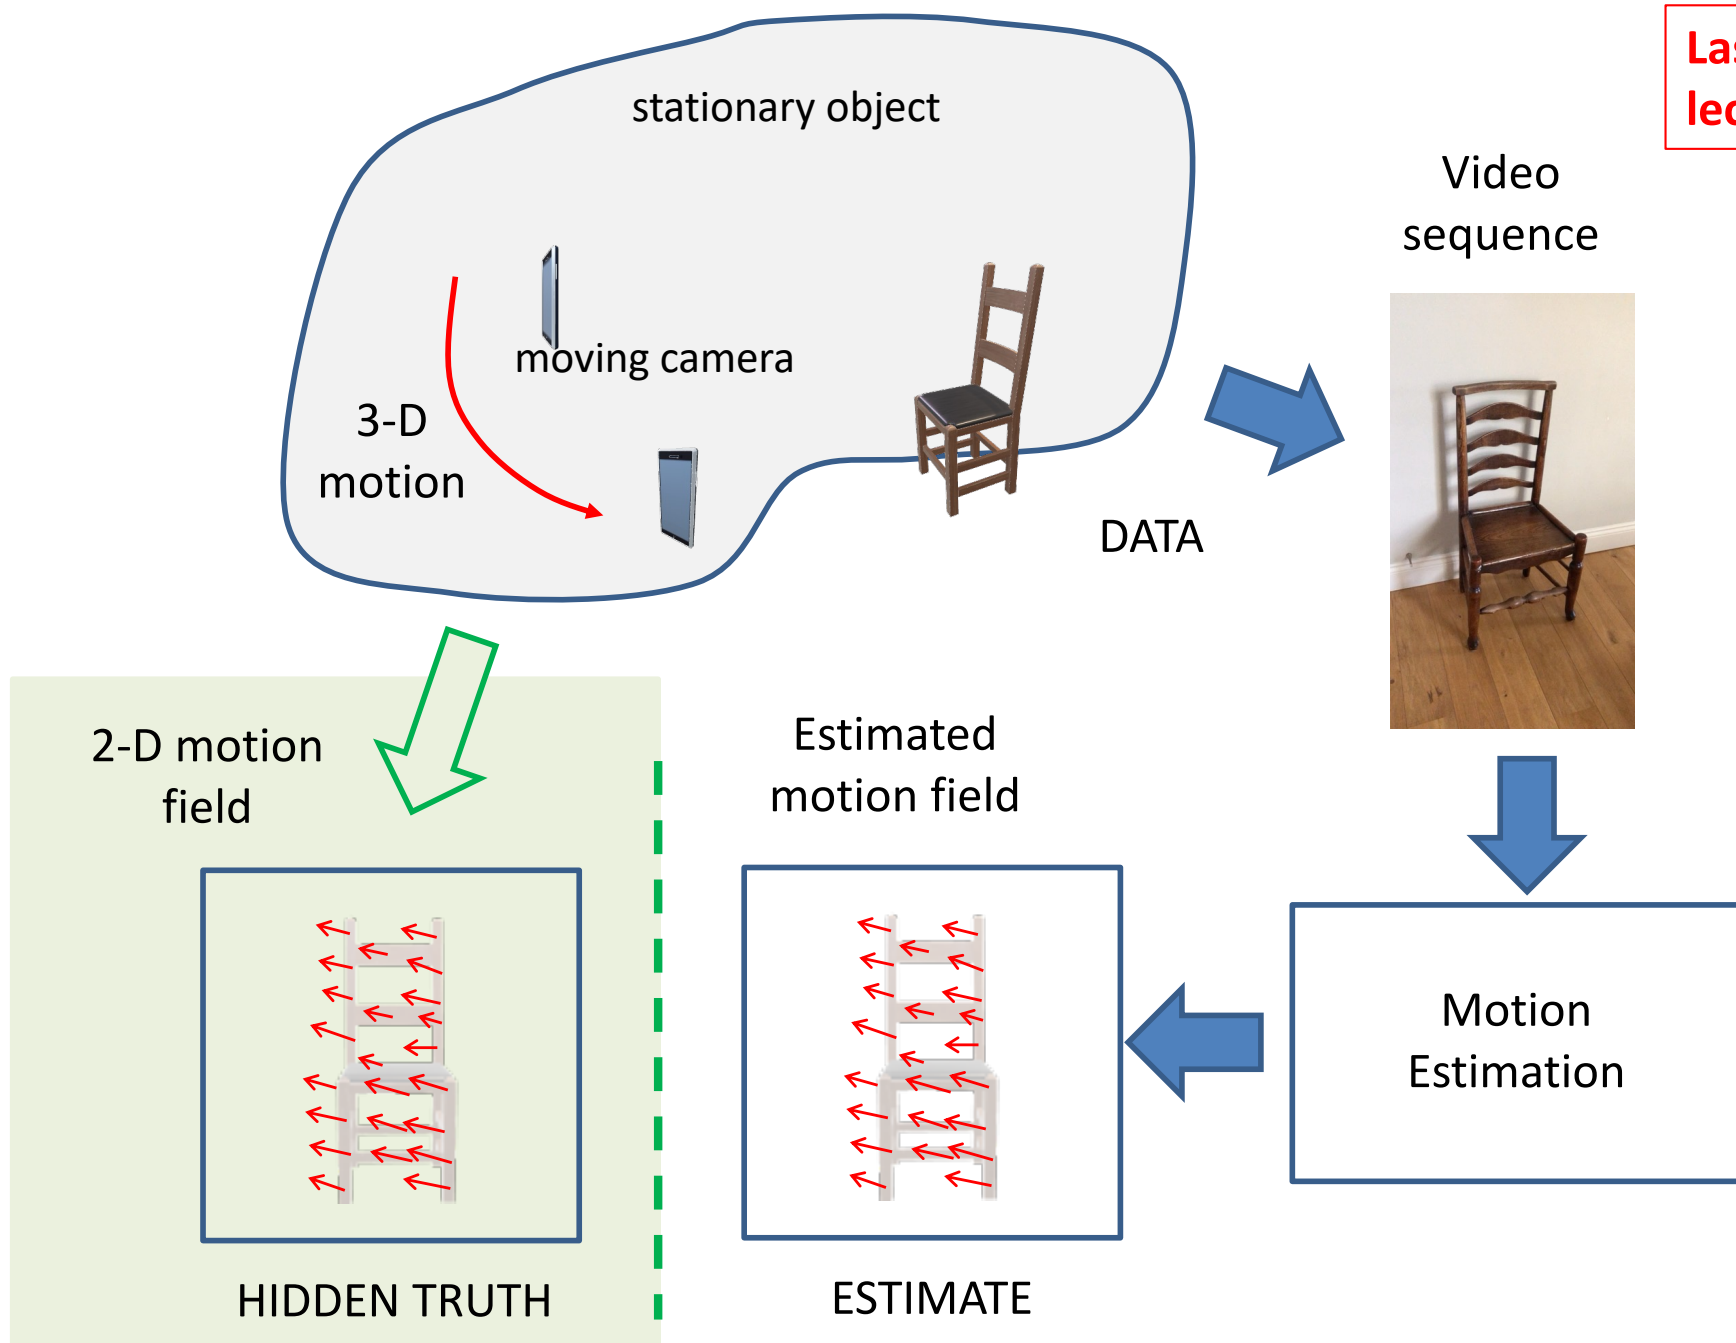 stationary object
Video
sequence
moving camera
3-D
motion
DATA
2-D motion
field
Estimated
motion field
Motion
Estimation
HIDDEN TRUTH
ESTIMATE